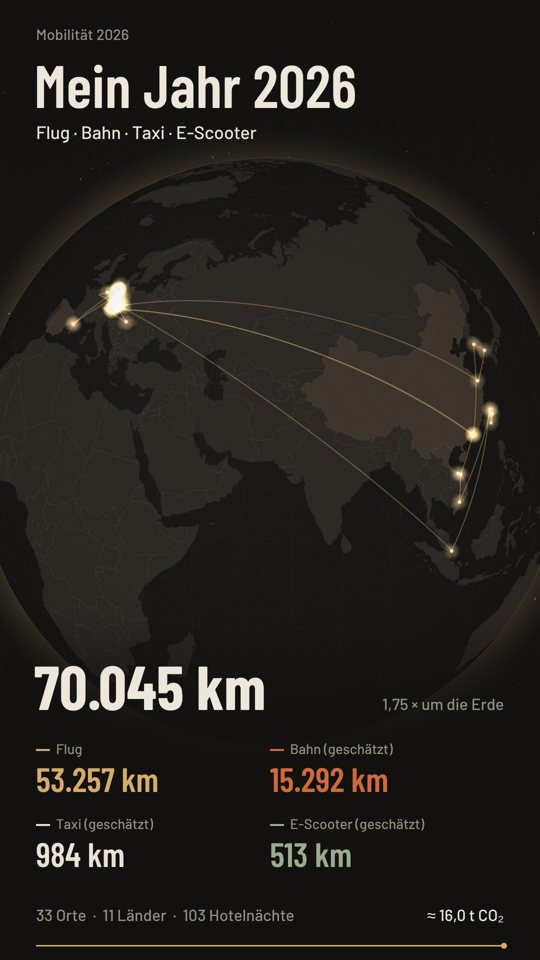 Mobilität 2026
Mein Jahr 2026
Flug · Bahn · Taxi · E-Scooter
70.045 km
1,75 × um die Erde
Flug
53.257 km
Bahn (geschätzt)
15.292 km
Taxi (geschätzt)
984 km
E-Scooter (geschätzt)
513 km
33 Orte · 11 Länder · 103 Hotelnächte
≈ 16,0 t CO₂